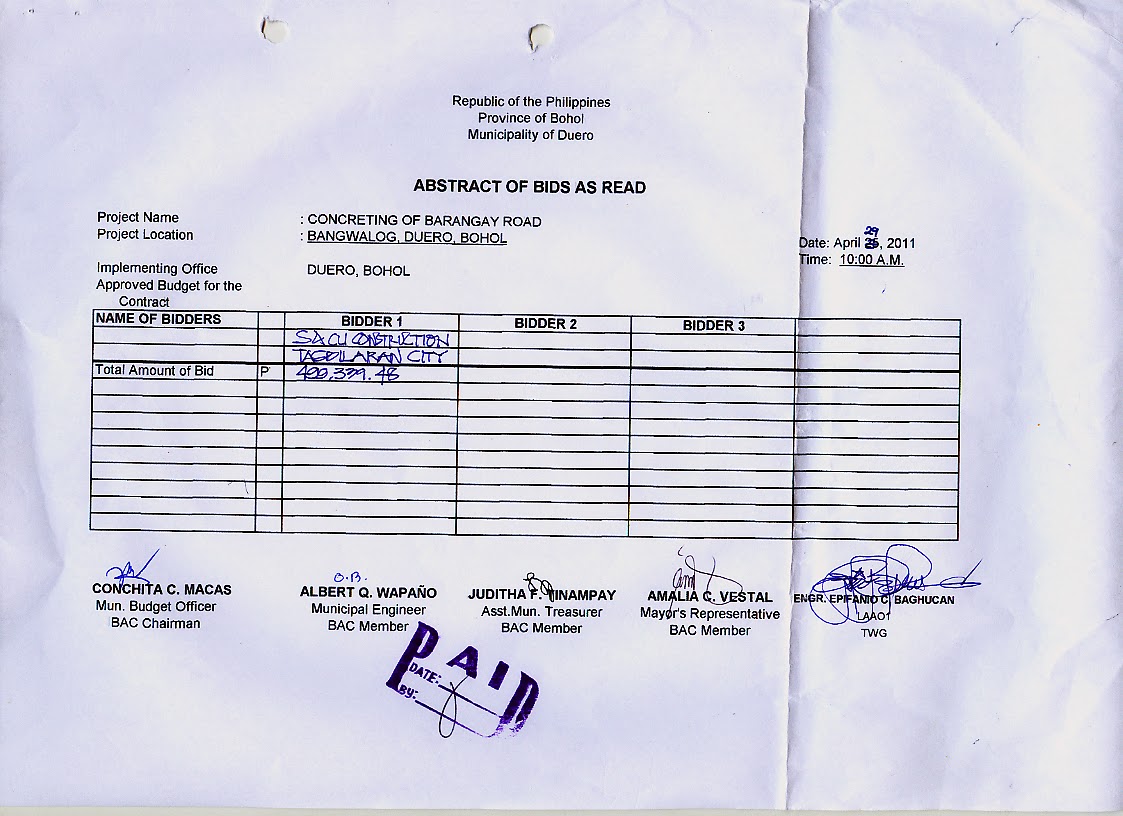 Republic of the Philippines
Province of Bohol
Municipality of Duero
ABSTRACT OF BIDS AS READ
Project Name : CONCRETING OF BARANGAY ROAD
Project Location : BANGWALOG, DUERO, BOHOL
Date: April 29, 2011
Time: 10:00 A.M.
Implementing Office DUERO, BOHOL
Approved Budget for the
Contract
NAME OF BIDDERS BIDDER 1 BIDDER 2 BIDDER 3
CONSTRUCTION
TAGBILARAN CITY
Total Amount of Bid P
O.B.
CONCHITA C. MACAS ALBERT Q. WAPAÑO JUDITHA F. AMALIA C. VESTAL ENGR. EPIFANIO C. BAGHUCAN
Mun. Budget Officer Municipal Engineer Asst.Mun. Treasurer Mayor's Representative LAAO1
BAC Chairman BAC Member BAC Member BAC Member TWG
PAID
DATE:
BY: